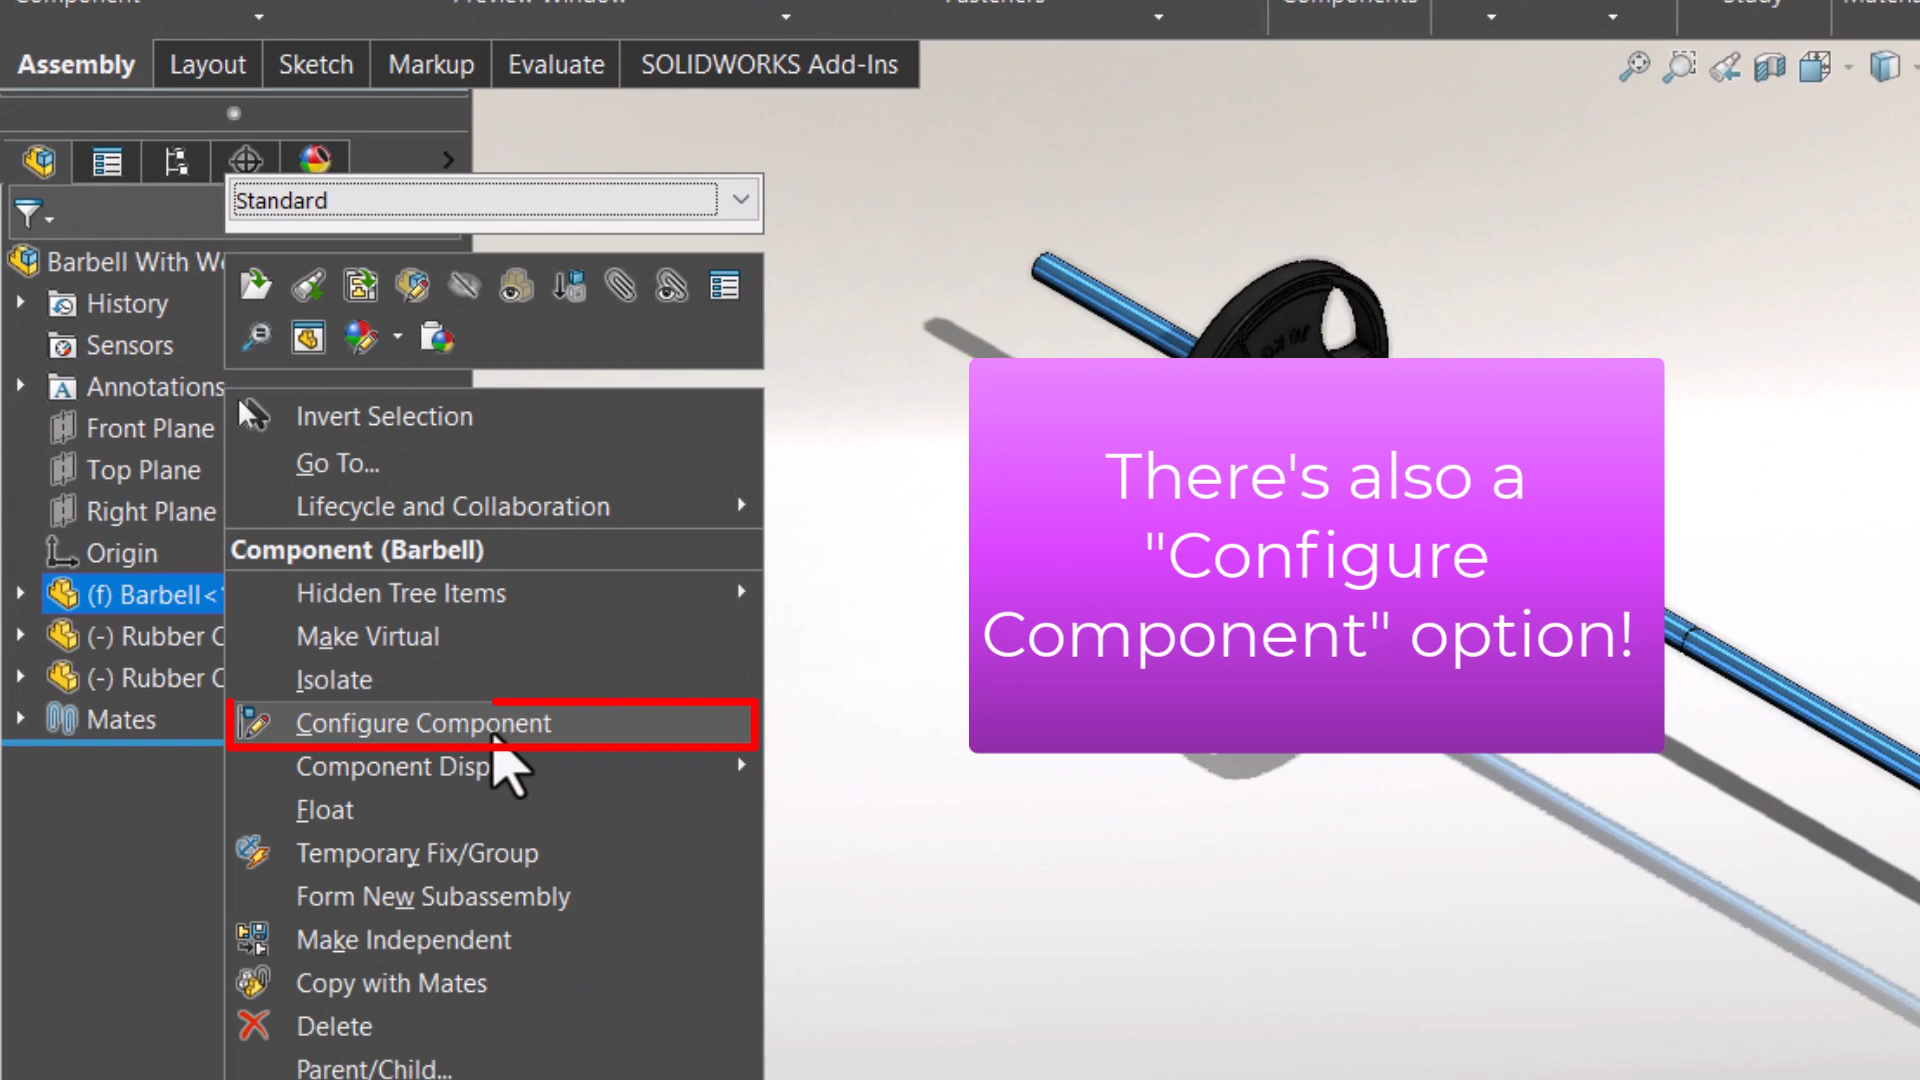 Assembly
Layout
Sketch
Markup
Evaluate
SOLIDWORKS Add-Ins
Standard
Barbell With
History
Sensors
Annotations
Front Plane
Top Plane
Right Plane
Origin
(f) Barbell<
(-) Rubber
(-) Rubber
Mates
Invert Selection
Go To...
Lifecycle and Collaboration
Component (Barbell)
Hidden Tree Items
Make Virtual
Isolate
Configure Component
Component
Float
Temporary Fix/Group
Form New Subassembly
Make Independent
Copy with Mates
Delete
Parent/Child...
There's also a
"Configure
Component" option!